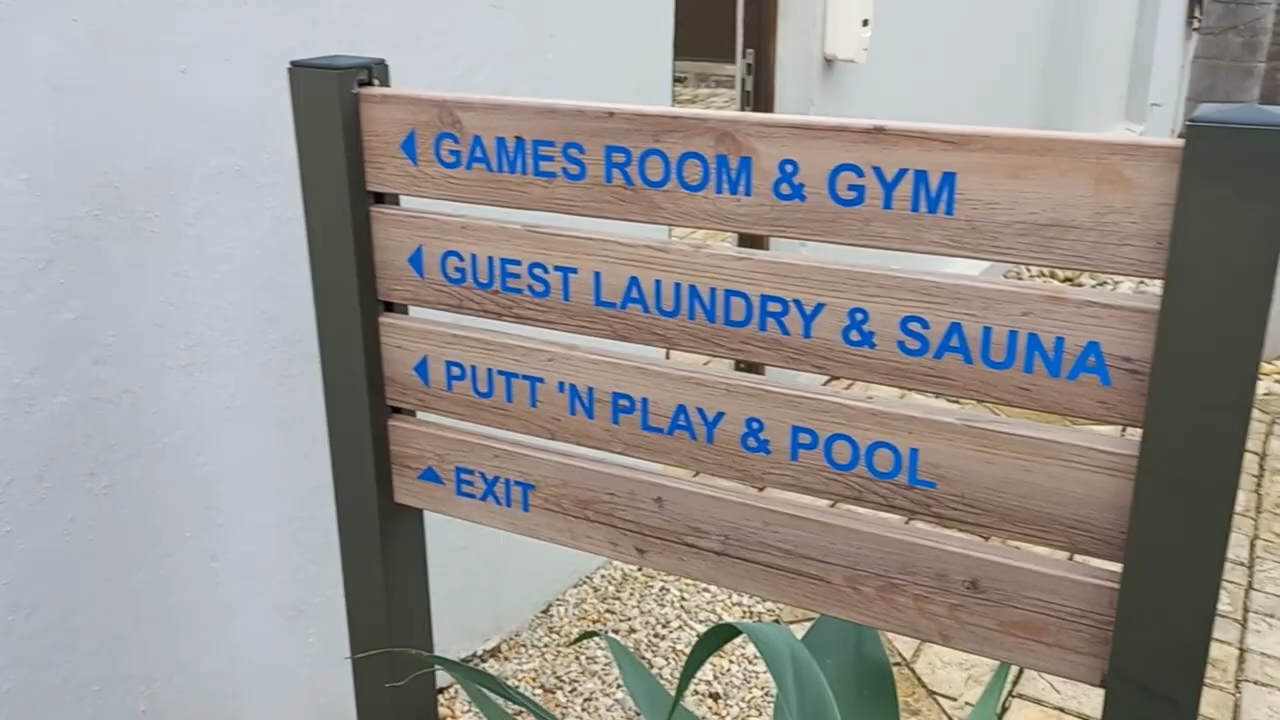 GAMES ROOM & GYM
GUEST LAUNDRY & SAUNA
PUTT 'N PLAY & POOL
EXIT